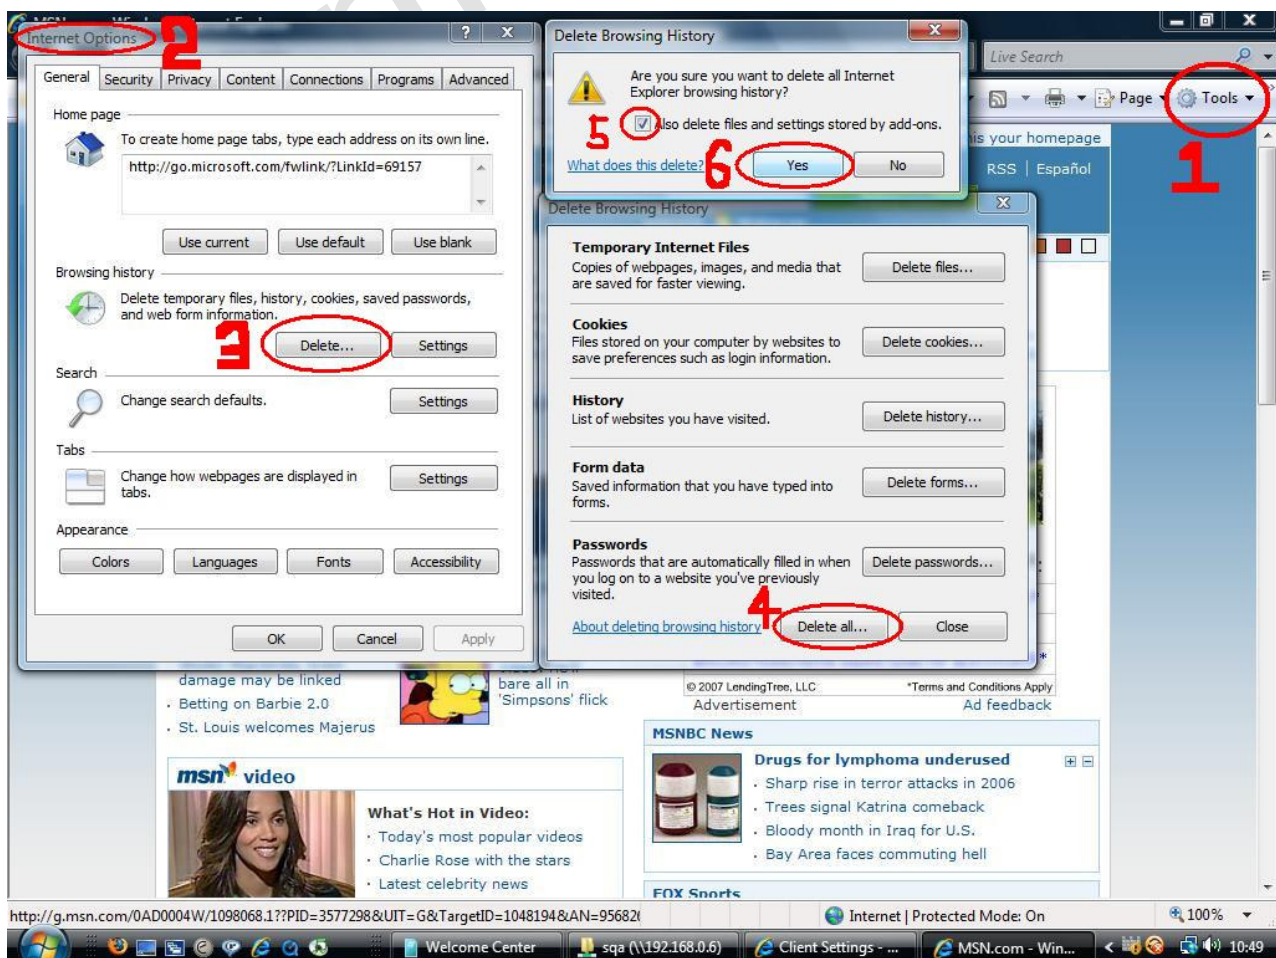 Internet Options
2
? X
General Security Privacy Content Connections Programs Advanced
Home page
To create home page tabs, type each address on its own line.
http://go.microsoft.com/fwlink/?LinkId=69157
Use current Use default Use blank
Browsing history
Delete temporary files, history, cookies, saved passwords,
and web form information.
3
Delete... Settings
Search
Change search defaults. Settings
Tabs
Change how webpages are displayed in
tabs.
Settings
Appearance
Colors Languages Fonts Accessibility
OK Cancel Apply
Delete Browsing History
Are you sure you want to delete all Internet
Explorer browsing history?
5
Also delete files and settings stored by add-ons.
What does this delete?
6
Yes No
Delete Browsing History
Temporary Internet Files
Copies of webpages, images, and media that
are saved for faster viewing.
Delete files...
Cookies
Files stored on your computer by websites to
save preferences such as login information.
Delete cookies...
History
List of websites you have visited.
Delete history...
Form data
Saved information that you have typed into
forms.
Delete forms...
Passwords
Passwords that are automatically filled in when
you log on to a website you've previously
visited.
Delete passwords...
4
About deleting browsing history Delete all... Close
Live Search
Page Tools
1
your homepage
RSS | Español
damage may be linked
Betting on Barbie 2.0
St. Louis welcomes Majerus
bare all in
'Simpsons' flick
© 2007 LendingTree, LLC *Terms and Conditions Apply
Advertisement Ad feedback
msn video
What's Hot in Video:
Today's most popular videos
Charlie Rose with the stars
Latest celebrity news
MSNBC News
Drugs for lymphoma underused
Sharp rise in terror attacks in 2006
Trees signal Katrina comeback
Bloody month in Iraq for U.S.
Bay Area faces commuting hell
FOX Sports
http://g.msn.com/0AD0004W/1098068.1??PID=3577298&UIT=G&TargetID=1048194&AN=95682
Internet | Protected Mode: On 100%
Welcome Center sqa (\\192.168.0.6) Client Settings - ... MSN.com - Win... 10:49